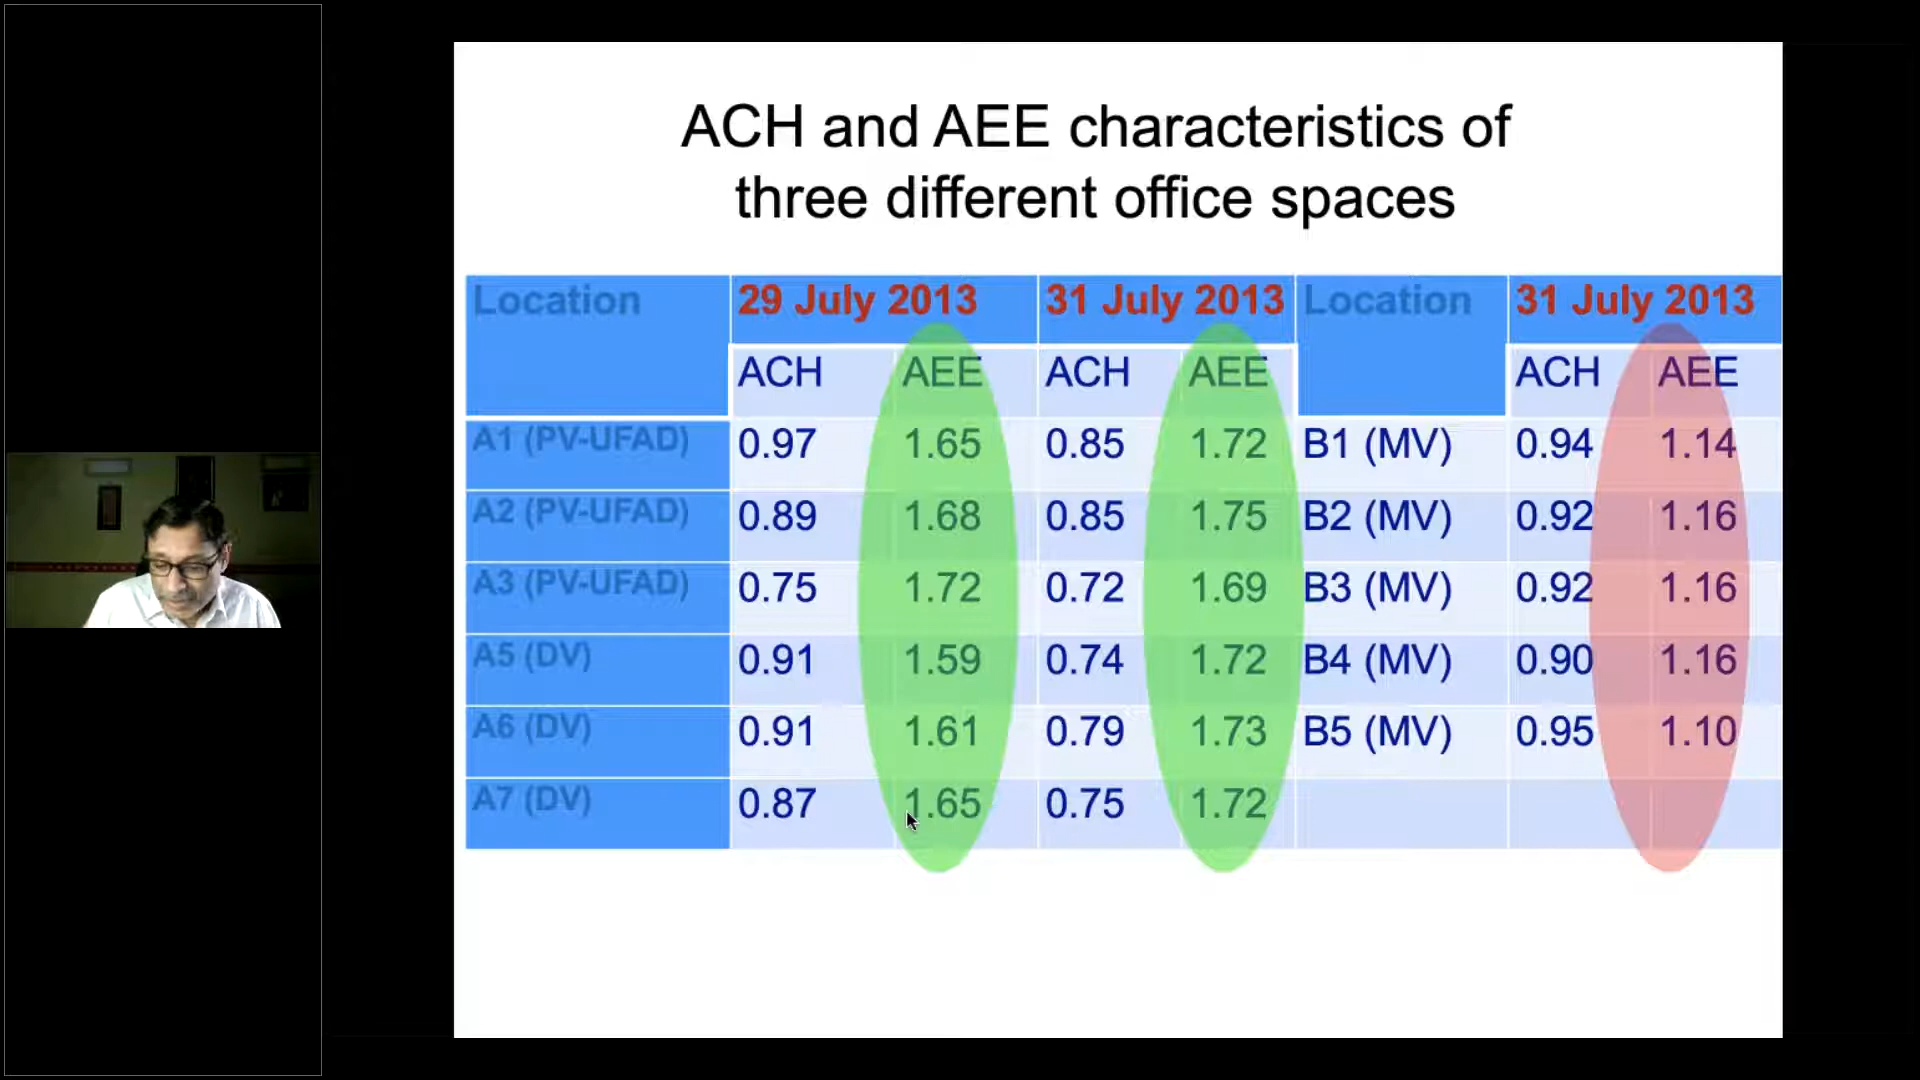 ACH and AEE characteristics of
three different office spaces
Location 29 July 2013 31 July 2013 Location 31 July 2013
ACH AEE ACH AEE ACH AEE
A1 (PV-UFAD) 0.97 1.65 0.85 1.72 B1 (MV) 0.94 1.14
A2 (PV-UFAD) 0.89 1.68 0.85 1.75 B2 (MV) 0.92 1.16
A3 (PV-UFAD) 0.75 1.72 0.72 1.69 B3 (MV) 0.92 1.16
A5 (DV) 0.91 1.59 0.74 1.72 B4 (MV) 0.90 1.16
A6 (DV) 0.91 1.61 0.79 1.73 B5 (MV) 0.95 1.10
A7 (DV) 0.87 1.65 0.75 1.72